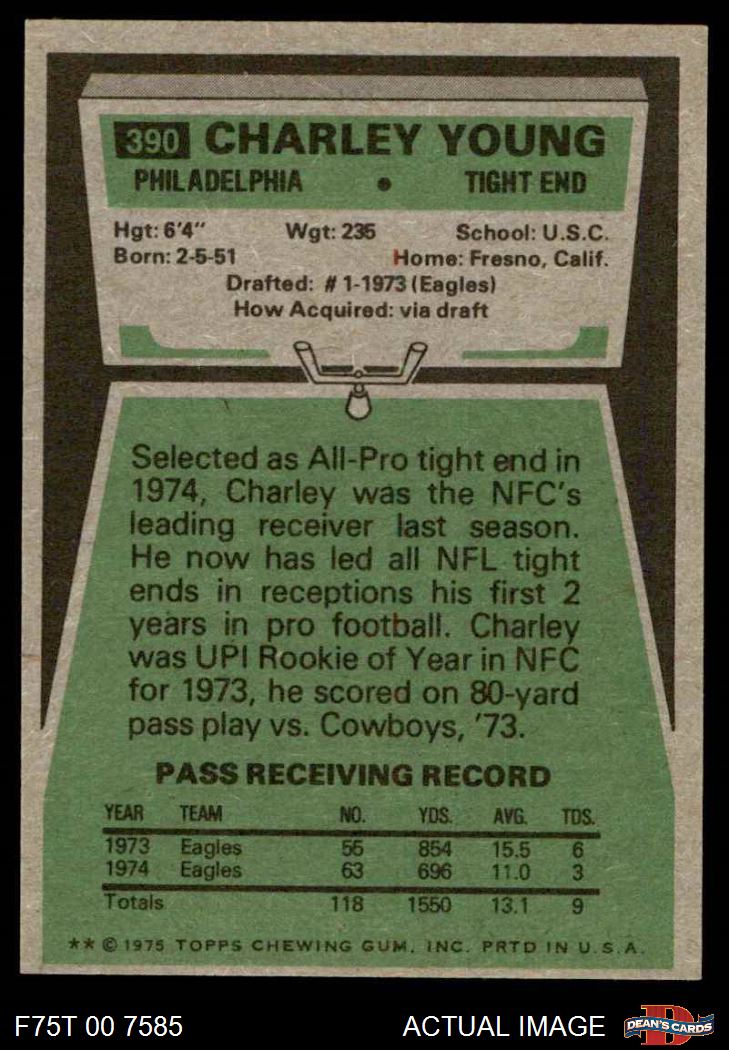 390 CHARLEY YOUNG
PHILADELPHIA • TIGHT END
Hgt: 6'4" Wgt: 235 School: U.S.C.
Born: 2-5-51 Home: Fresno, Calif.
Drafted: # 1-1973 (Eagles)
How Acquired: via draft
Selected as All-Pro tight end in
1974, Charley was the NFC's
leading receiver last season.
He now has led all NFL tight
ends in receptions his first 2
years in pro football. Charley
was UPI Rookie of Year in NFC
for 1973, he scored on 80-yard
pass play vs. Cowboys, '73.
PASS RECEIVING RECORD
YEAR TEAM NO. YDS. AVG. TDS.
1973 Eagles 55 854 15.5 6
1974 Eagles 63 696 11.0 3
Totals 118 1550 13.1 9
** © 1975 TOPPS CHEWING GUM, INC. PRTD IN U.S.A.
F75T 00 7585 ACTUAL IMAGE D DEAN'S CARDS